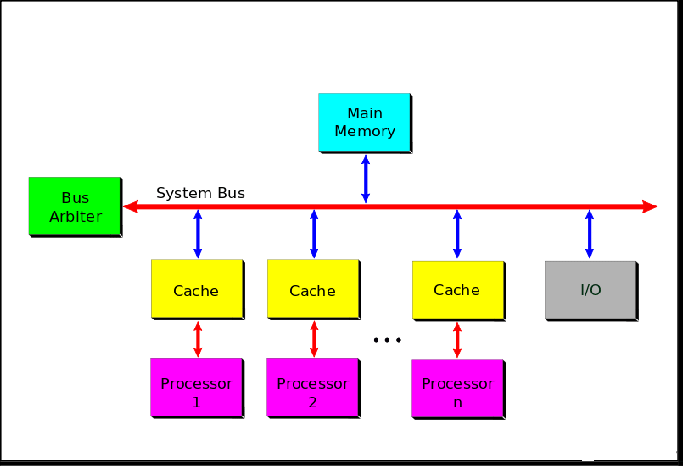 Main
Memory
System Bus
Bus
Arbiter
Cache
Cache
Cache
I/O
...
Processor
1
Processor
2
Processor
n